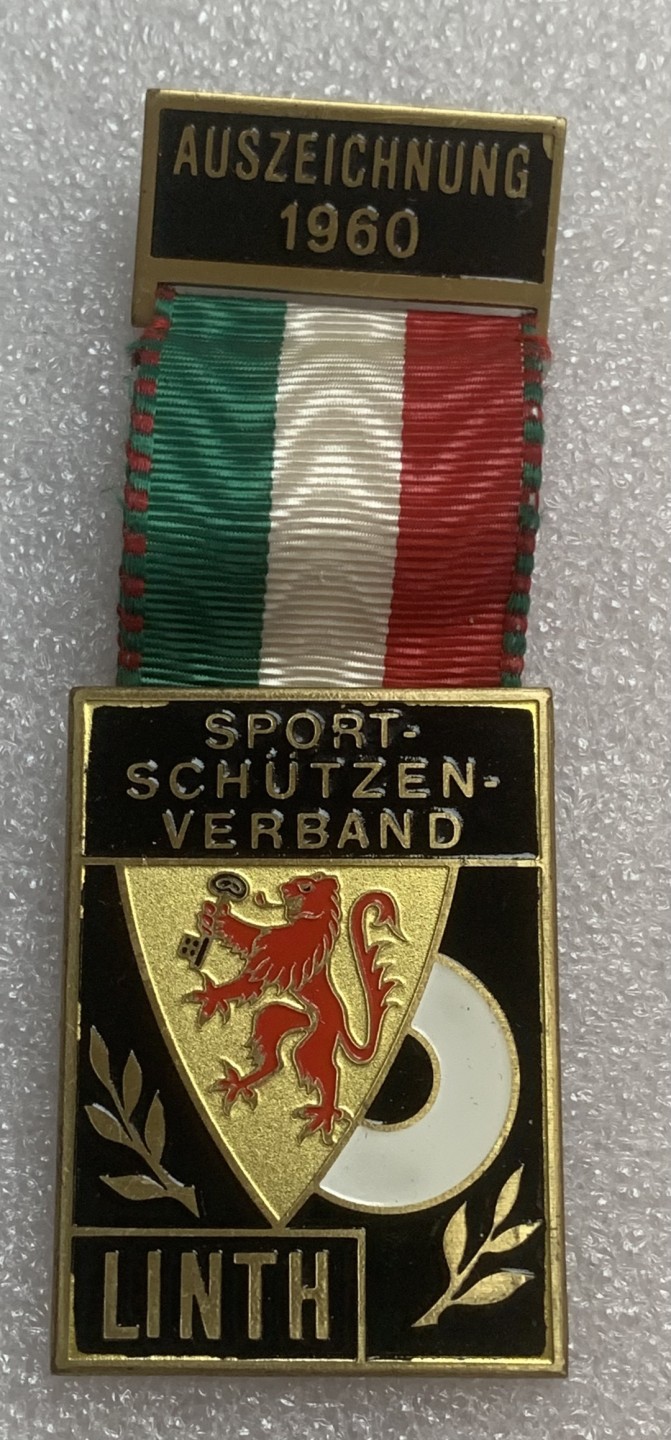 AUSZEICHNUNG
1960
SPORT-
SCHÜTZEN-
VERBAND
LINTH